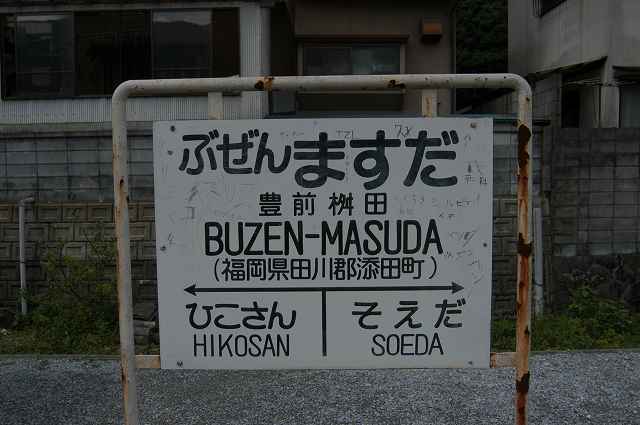 ぶぜんますだ
豊前桝田
BUZEN-MASUDA
(福岡県田川郡添田町)
ひこさん そえだ
HIKOSAN SOEDA